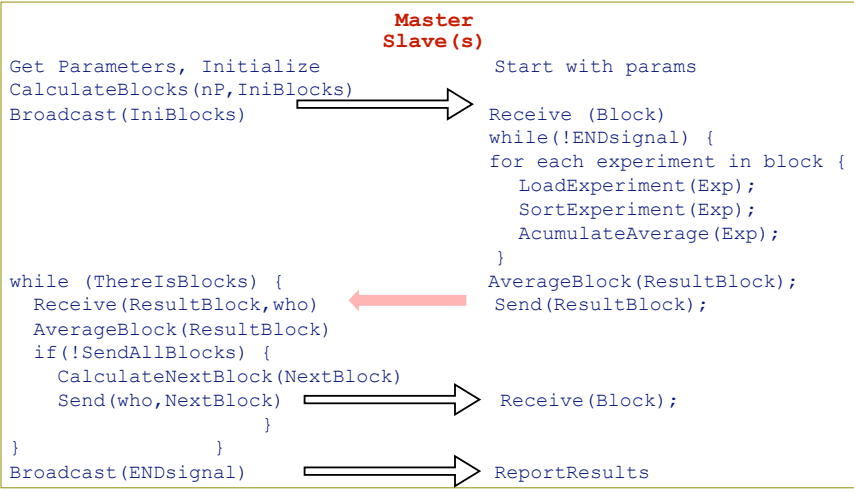 Master
Slave(s)
Get Parameters, Initialize Start with params
CalculateBlocks(nP,IniBlocks)
Broadcast(IniBlocks) Receive (Block)
while(!ENDsignal) {
for each experiment in block {
LoadExperiment(Exp);
SortExperiment(Exp);
AcumulateAverage(Exp);
}
while (ThereIsBlocks) { AverageBlock(ResultBlock);
Receive(ResultBlock,who) Send(ResultBlock);
AverageBlock(ResultBlock)
if(!SendAllBlocks) {
CalculateNextBlock(NextBlock)
Send(who,NextBlock) Receive(Block);
}
} }
Broadcast(ENDsignal) ReportResults